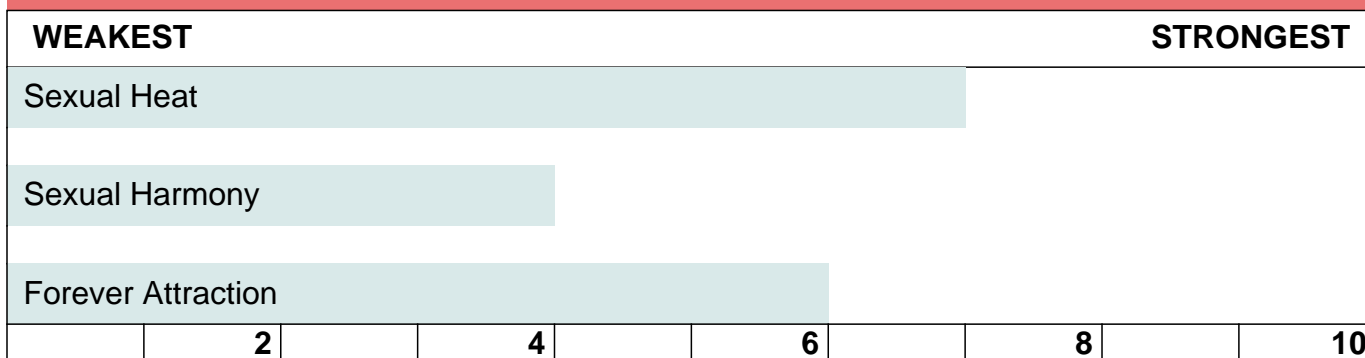 WEAKEST STRONGEST
Sexual Heat
Sexual Harmony
Forever Attraction
2 4 6 8 10